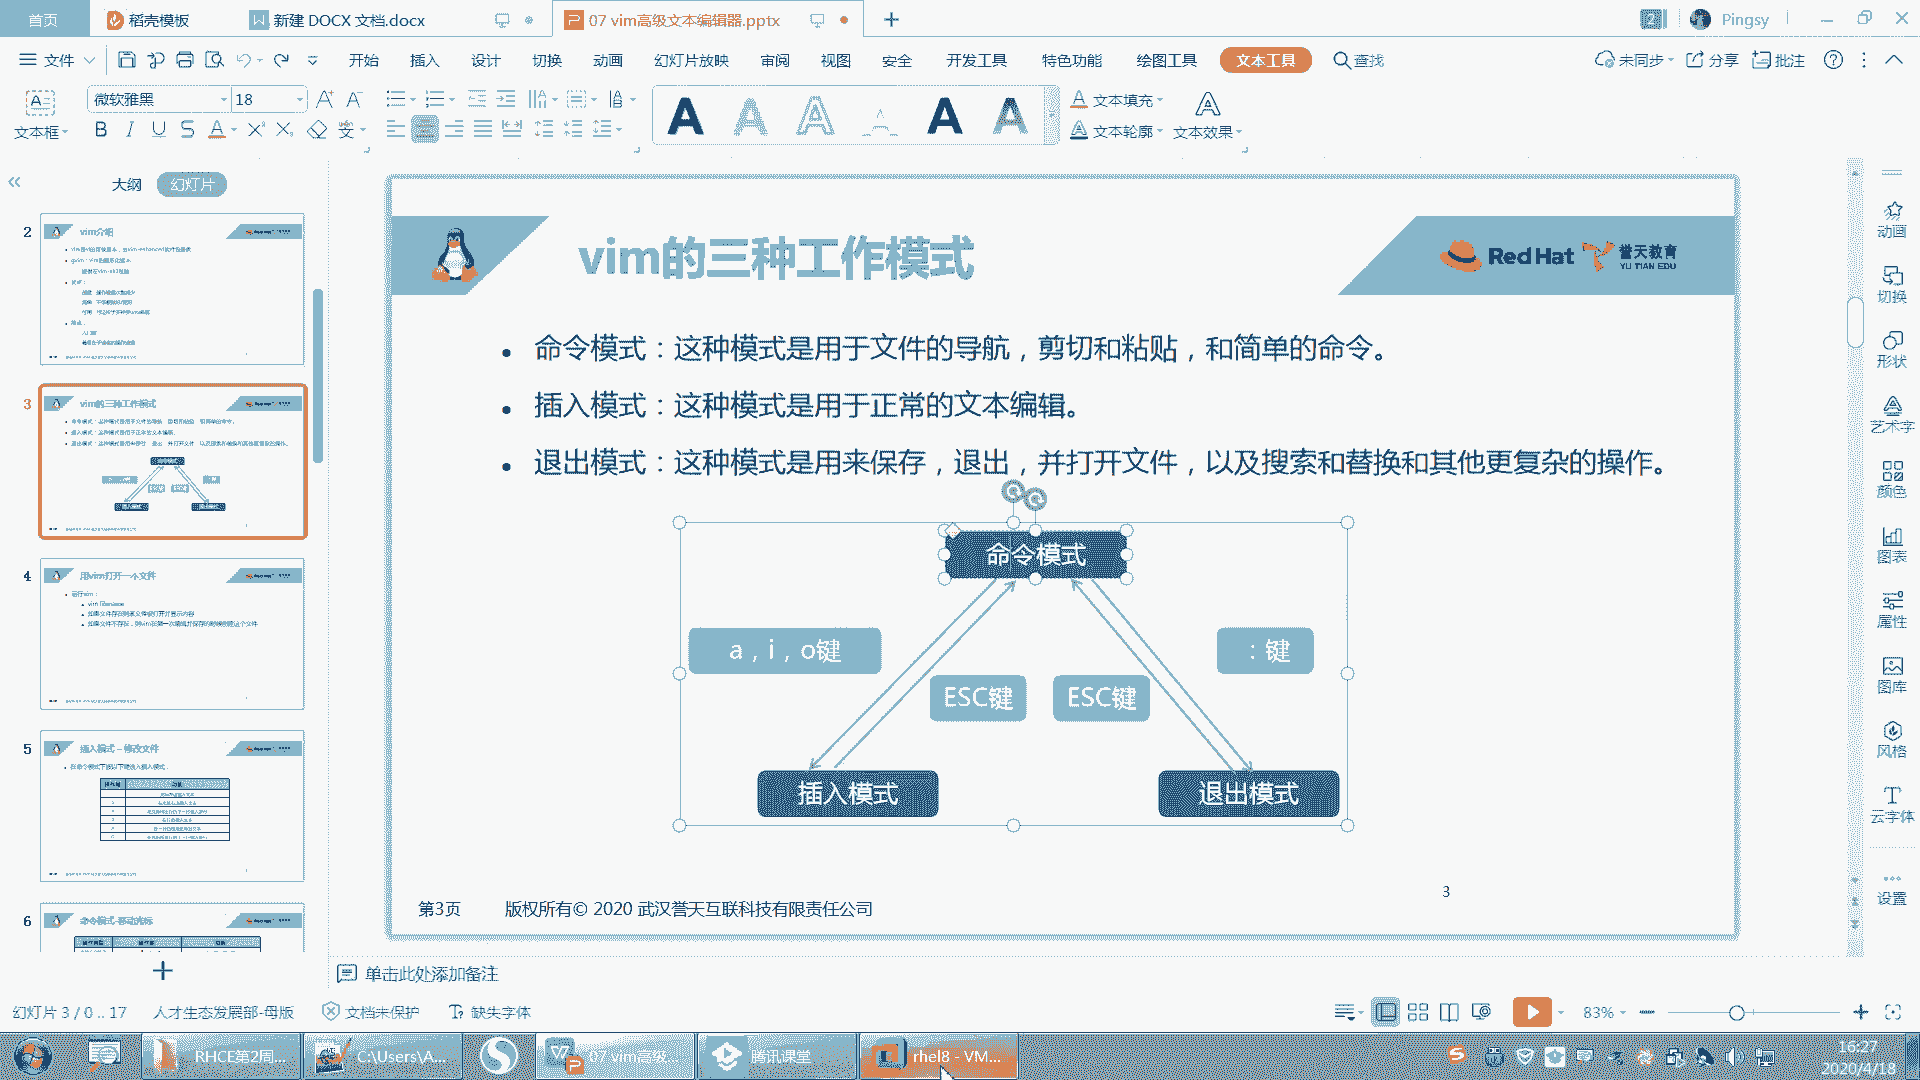 首页
稻壳模板
新建 DOCX 文档.docx
07 vim高级文本编辑器.pptx
Pingsy
文件
开始
插入
设计
切换
动画
幻灯片放映
审阅
视图
安全
开发工具
特色功能
绘图工具
文本工具
查找
未同步
分享
批注
文本框
微软雅黑
18
文本填充
文本轮廓
文本效果
大纲
幻灯片
2
vim介绍
3
vim的三种工作模式
4
用vim打开一个文件
运行vim：
vim filename
5
插入模式 – 修改文件
6
命令模式-移动光标
vim的三种工作模式
Red Hat
誉天教育
YU TIAN EDU
命令模式：这种模式是用于文件的导航，剪切和粘贴，和简单的命令。
插入模式：这种模式是用于正常的文本编辑。
退出模式：这种模式是用来保存，退出，并打开文件，以及搜索和替换和其他更复杂的操作。
命令模式
a，i，o键
：键
ESC键
ESC键
插入模式
退出模式
3
第3页
版权所有© 2020 武汉誉天互联科技有限责任公司
动画
切换
形状
艺术字
颜色
图表
属性
图库
风格
云字体
设置
单击此处添加备注
幻灯片 3 / 0 .. 17
人才生态发展部-母版
文档未保护
缺失字体
83%
RHCE第2周...
C:\Users\A...
07 vim高级...
腾讯课堂
rhel8 - VM...
16:27
2020/4/18